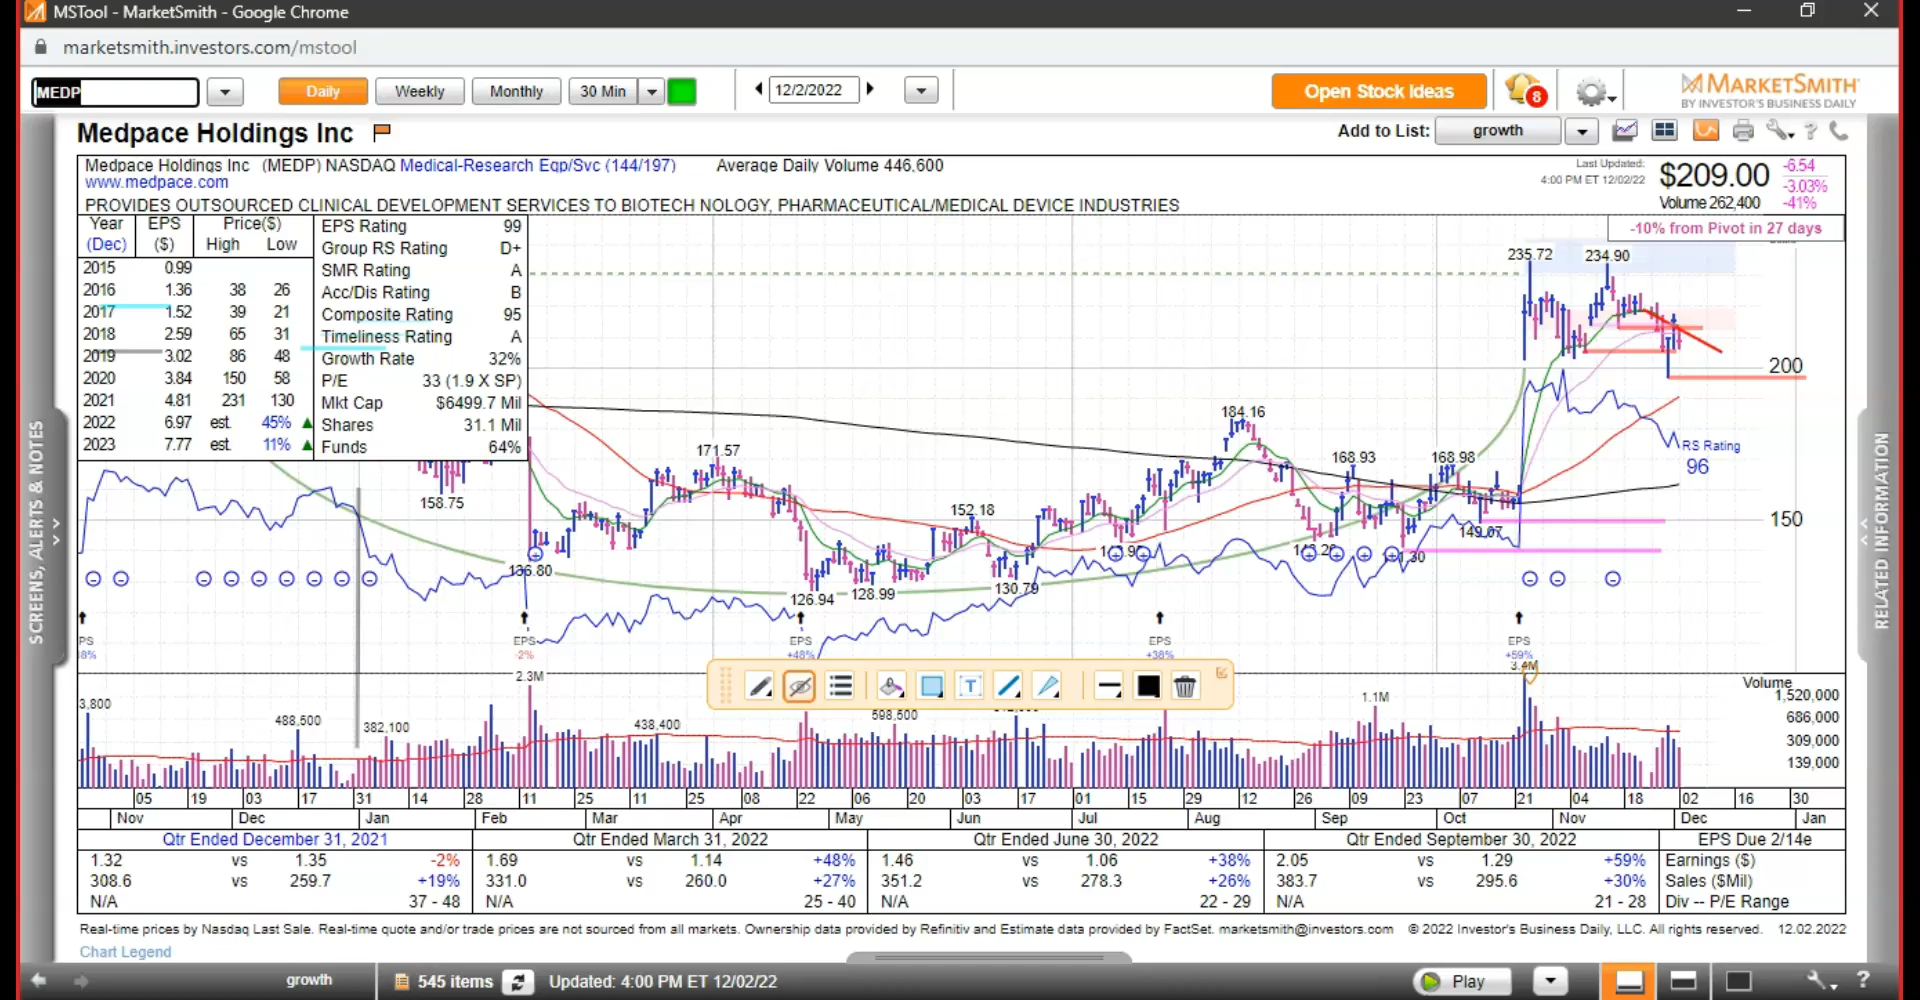 MSTool - MarketSmith - Google Chrome
marketsmith.investors.com/mstool
MEDP Daily Weekly Monthly 30 Min 12/2/2022 Open Stock Ideas 8 MARKETSMITH
BY INVESTOR'S BUSINESS DAILY
Medpace Holdings Inc Add to List: growth ?
Medpace Holdings Inc (MEDP) NASDAQ Medical-Research Eqp/Svc (144/197) Average Daily Volume 446,600
www.medpace.com
PROVIDES OUTSOURCED CLINICAL DEVELOPMENT SERVICES TO BIOTECH NOLOGY, PHARMACEUTICAL/MEDICAL DEVICE INDUSTRIES
Last Updated:
4:00 PM ET 12/02/22
$209.00
Volume 262,400
-6.54
-3.03%
-41%
-10% from Pivot in 27 days
Year EPS Price($)
(Dec) ($) High Low
2015 0.99
2016 1.36 38 26
2017 1.52 39 21
2018 2.59 65 31
2019 3.02 86 48
2020 3.84 150 58
2021 4.81 231 130
2022 6.97 est. 45%
2023 7.77 est. 11%
EPS Rating 99
Group RS Rating D+
SMR Rating A
Acc/Dis Rating B
Composite Rating 95
Timeliness Rating A
Growth Rate 32%
P/E 33 (1.9 X SP)
Mkt Cap $6499.7 Mil
Shares 31.1 Mil
Funds 64%
235.72 234.90
200
184.16
171.57 168.93 168.98
RS Rating
96
158.75
152.18
150
149.07
136.80
130.79
126.94 128.99
EPS EPS EPS EPS
-2% +48% +38% +59%
2.3M 3.4M
Volume
1,520,000
686,000
309,000
139,000
3,800 488,500 382,100 438,400 598,500 1.1M
05 19 03 17 31 14 28 11 25 11 25 08 22 06 20 03 17 01 15 29 12 26 09 23 07 21 04 18 02 16 30
Nov Dec Jan Feb Mar Apr May Jun Jul Aug Sep Oct Nov Dec Jan
Qtr Ended December 31, 2021 Qtr Ended March 31, 2022 Qtr Ended June 30, 2022 Qtr Ended September 30, 2022 EPS Due 2/14e
1.32 vs 1.35 -2% 1.69 vs 1.14 +48% 1.46 vs 1.06 +38% 2.05 vs 1.29 +59% Earnings ($)
308.6 vs 259.7 +19% 331.0 vs 260.0 +27% 351.2 vs 278.3 +26% 383.7 vs 295.6 +30% Sales ($Mil)
N/A 37 - 48 N/A 25 - 40 N/A 22 - 29 N/A 21 - 28 Div -- P/E Range
Real-time prices by Nasdaq Last Sale. Real-time quote and/or trade prices are not sourced from all markets. Ownership data provided by Refinitiv and Estimate data provided by FactSet. marketsmith@investors.com © 2022 Investor's Business Daily, LLC. All rights reserved. 12.02.2022
Chart Legend
growth 545 items Updated: 4:00 PM ET 12/02/22 Play ?
SCREENS, ALERTS & NOTES
RELATED INFORMATION